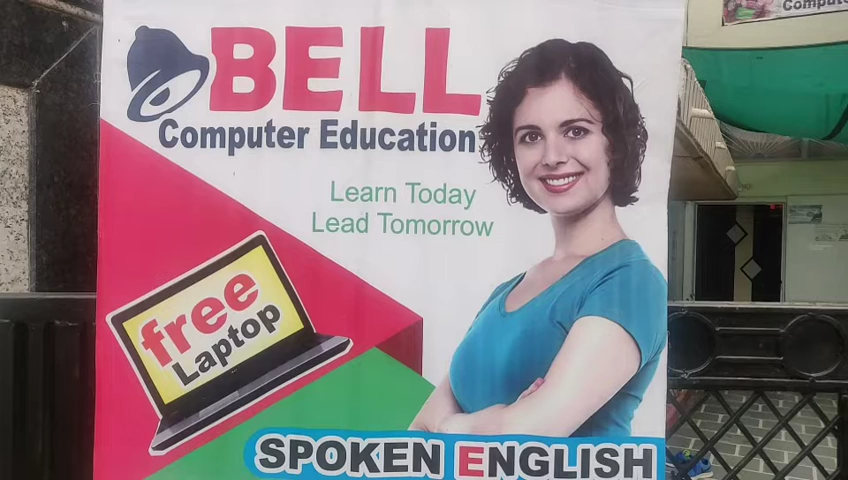 BELL
Computer Education
Learn Today
Lead Tomorrow
free
Laptop
SPOKEN ENGLISH